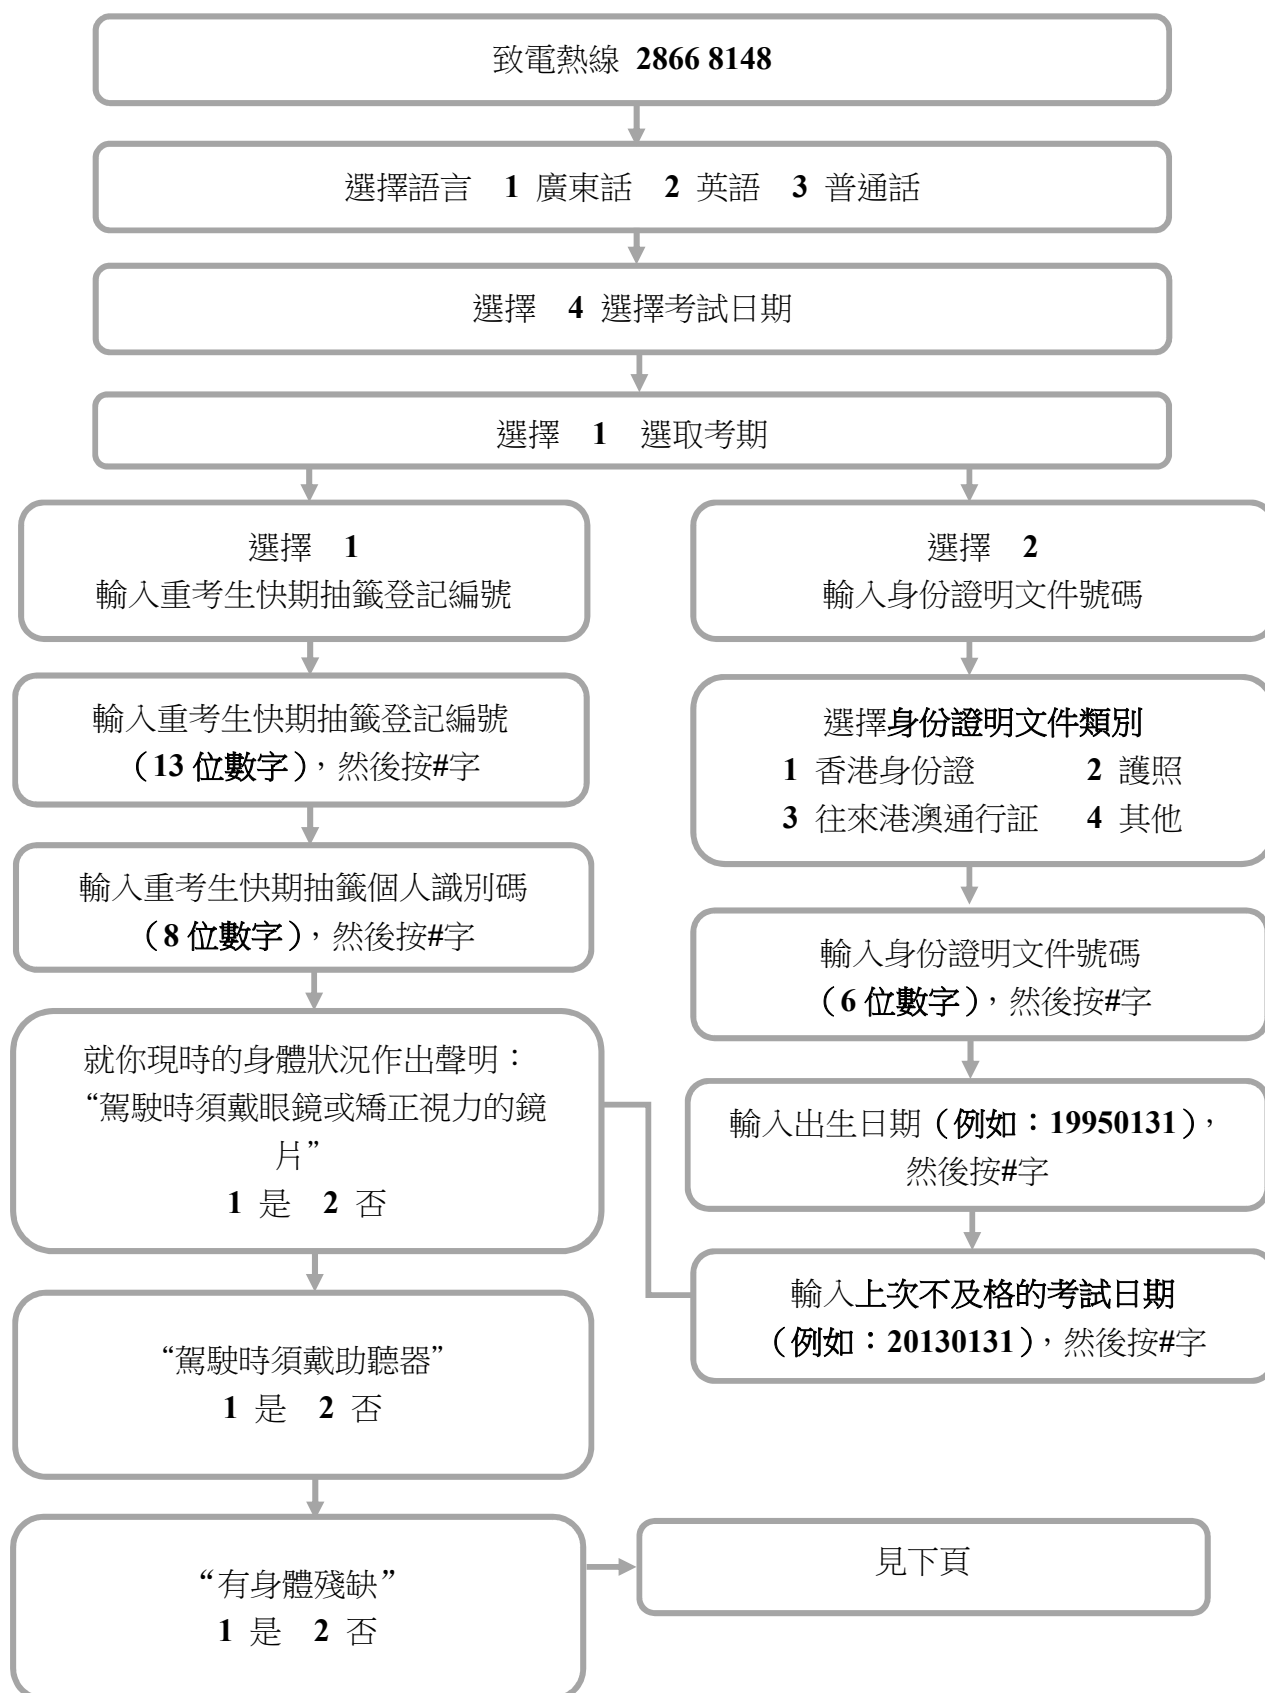 致電熱線 2866 8148
選擇語言 1 廣東話 2 英語 3 普通話
選擇 4 選擇考試日期
選擇 1 選取考期
選擇 1
輸入重考生快期抽籤登記編號
輸入重考生快期抽籤登記編號
（13 位數字），然後按#字
輸入重考生快期抽籤個人識別碼
（8 位數字），然後按#字
就你現時的身體狀況作出聲明：
“駕駛時須戴眼鏡或矯正視力的鏡
片”
1 是 2 否
“駕駛時須戴助聽器”
1 是 2 否
“有身體殘缺”
1 是 2 否
選擇 2
輸入身份證明文件號碼
選擇身份證明文件類別
1 香港身份證 2 護照
3 往來港澳通行証 4 其他
輸入身份證明文件號碼
（6 位數字），然後按#字
輸入出生日期（例如：19950131），
然後按#字
輸入上次不及格的考試日期
（例如：20130131），然後按#字
見下頁